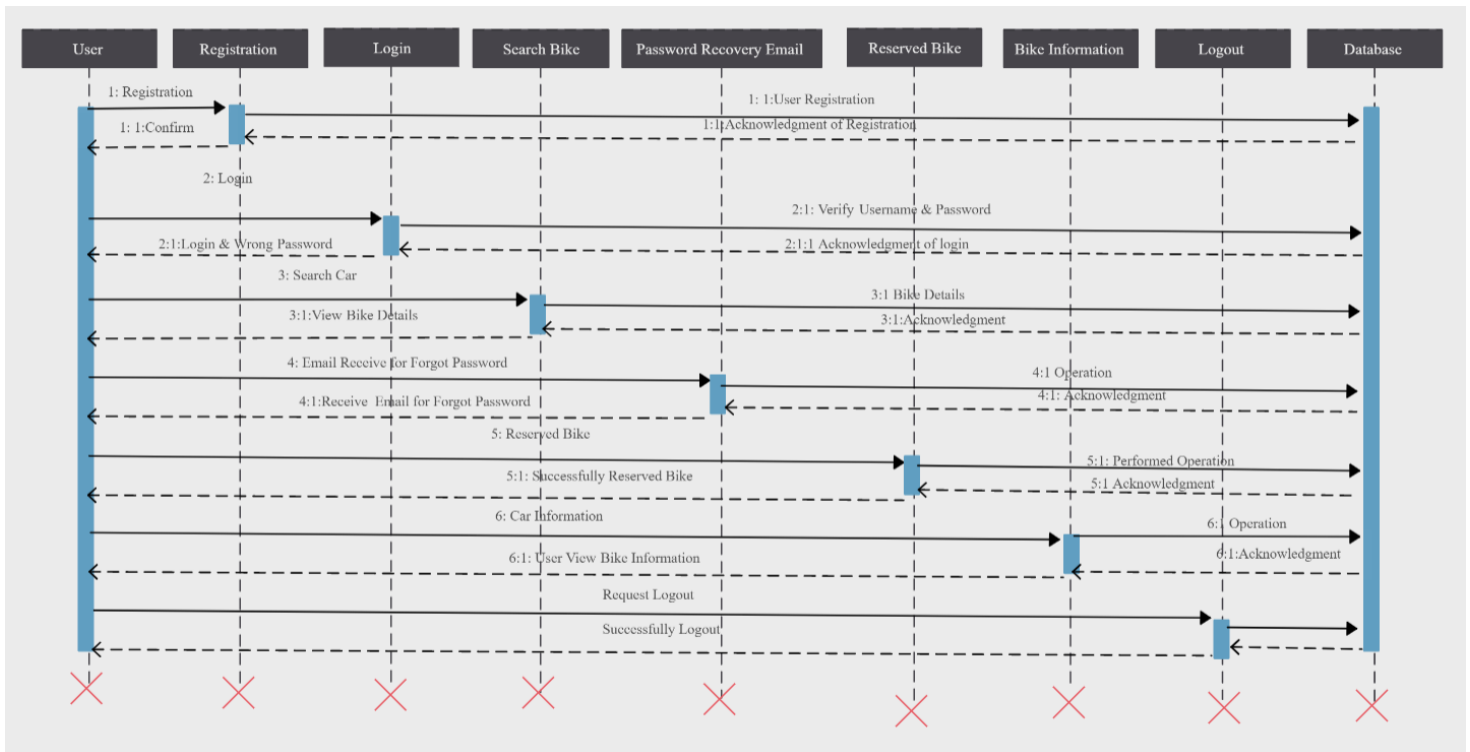 User
Registration
Login
Search Bike
Password Recovery Email
Reserved Bike
Bike Information
Logout
Database
1: Registration
1: 1:User Registration
1:1:Acknowledgment of Registration
1: 1:Confirm
2: Login
2:1: Verify Username & Password
2:1:Login & Wrong Password
2:1:1 Acknowledgment of login
3: Search Car
3:1 Bike Details
3:1:View Bike Details
3:1:Acknowledgment
4: Email Receive for Forgot Password
4:1 Operation
4:1:Receive Email for Forgot Password
4:1: Acknowledgment
5: Reserved Bike
5:1: Performed Operation
5:1: Successfully Reserved Bike
5:1 Acknowledgment
6: Car Information
6:1 Operation
6:1: User View Bike Information
6:1:Acknowledgment
Request Logout
Successfully Logout